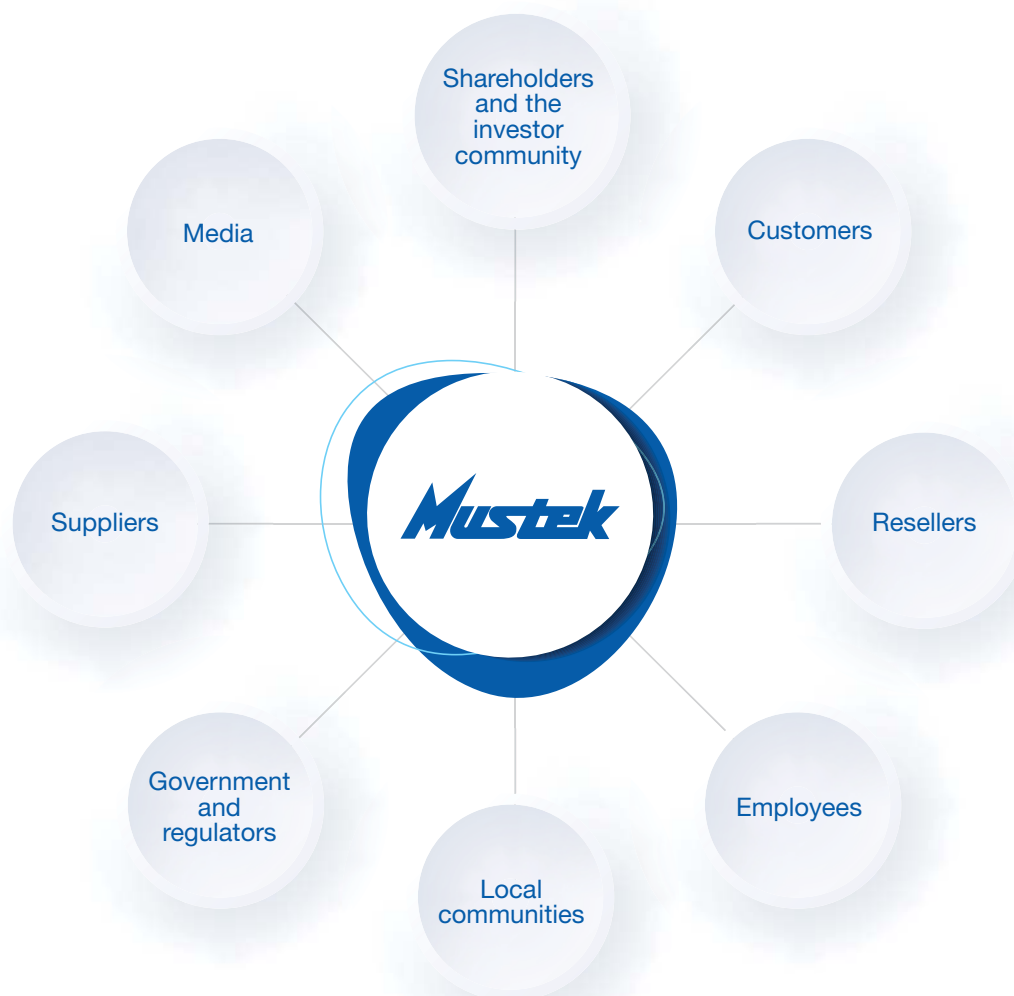 Shareholders
and the
investor
community
Media
Customers
Mustek
Suppliers
Resellers
Government
and
regulators
Employees
Local
communities